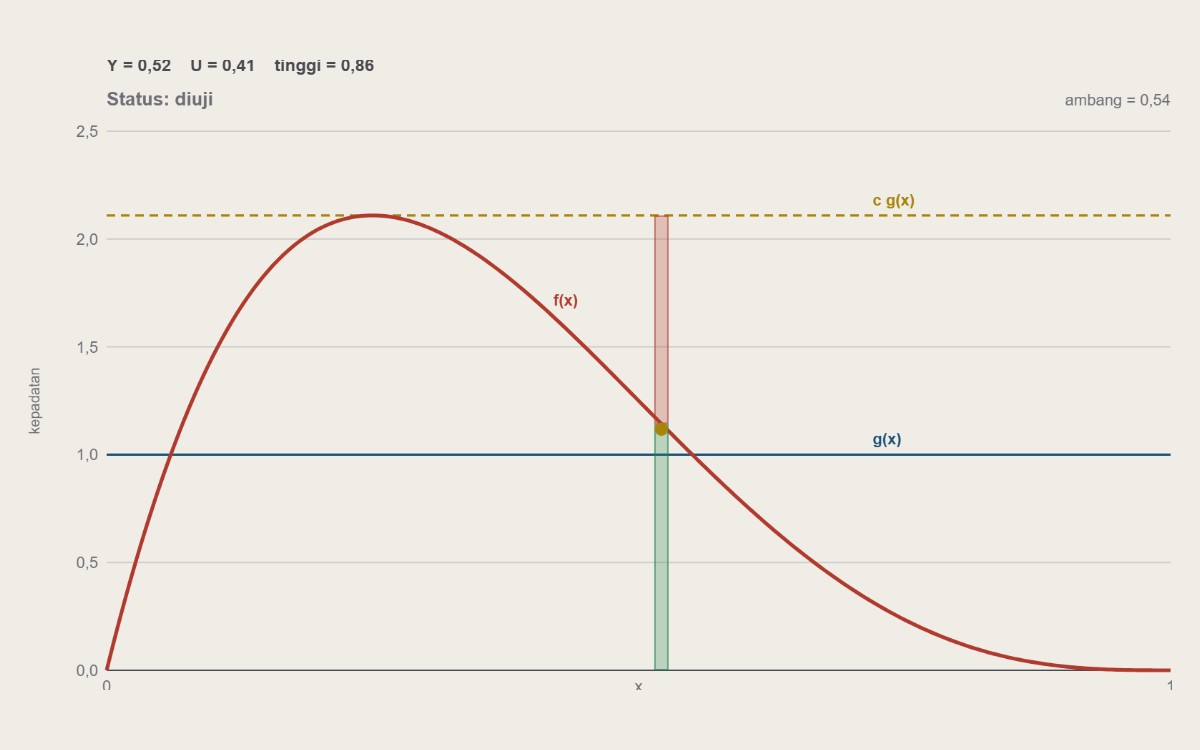 Y = 0,52 U = 0,41 tinggi = 0,86
Status: diuji
ambang = 0,54
2,5
c g(x)
2,0
f(x)
1,5
kepadatan
g(x)
1,0
0,5
0,0
0 x 1